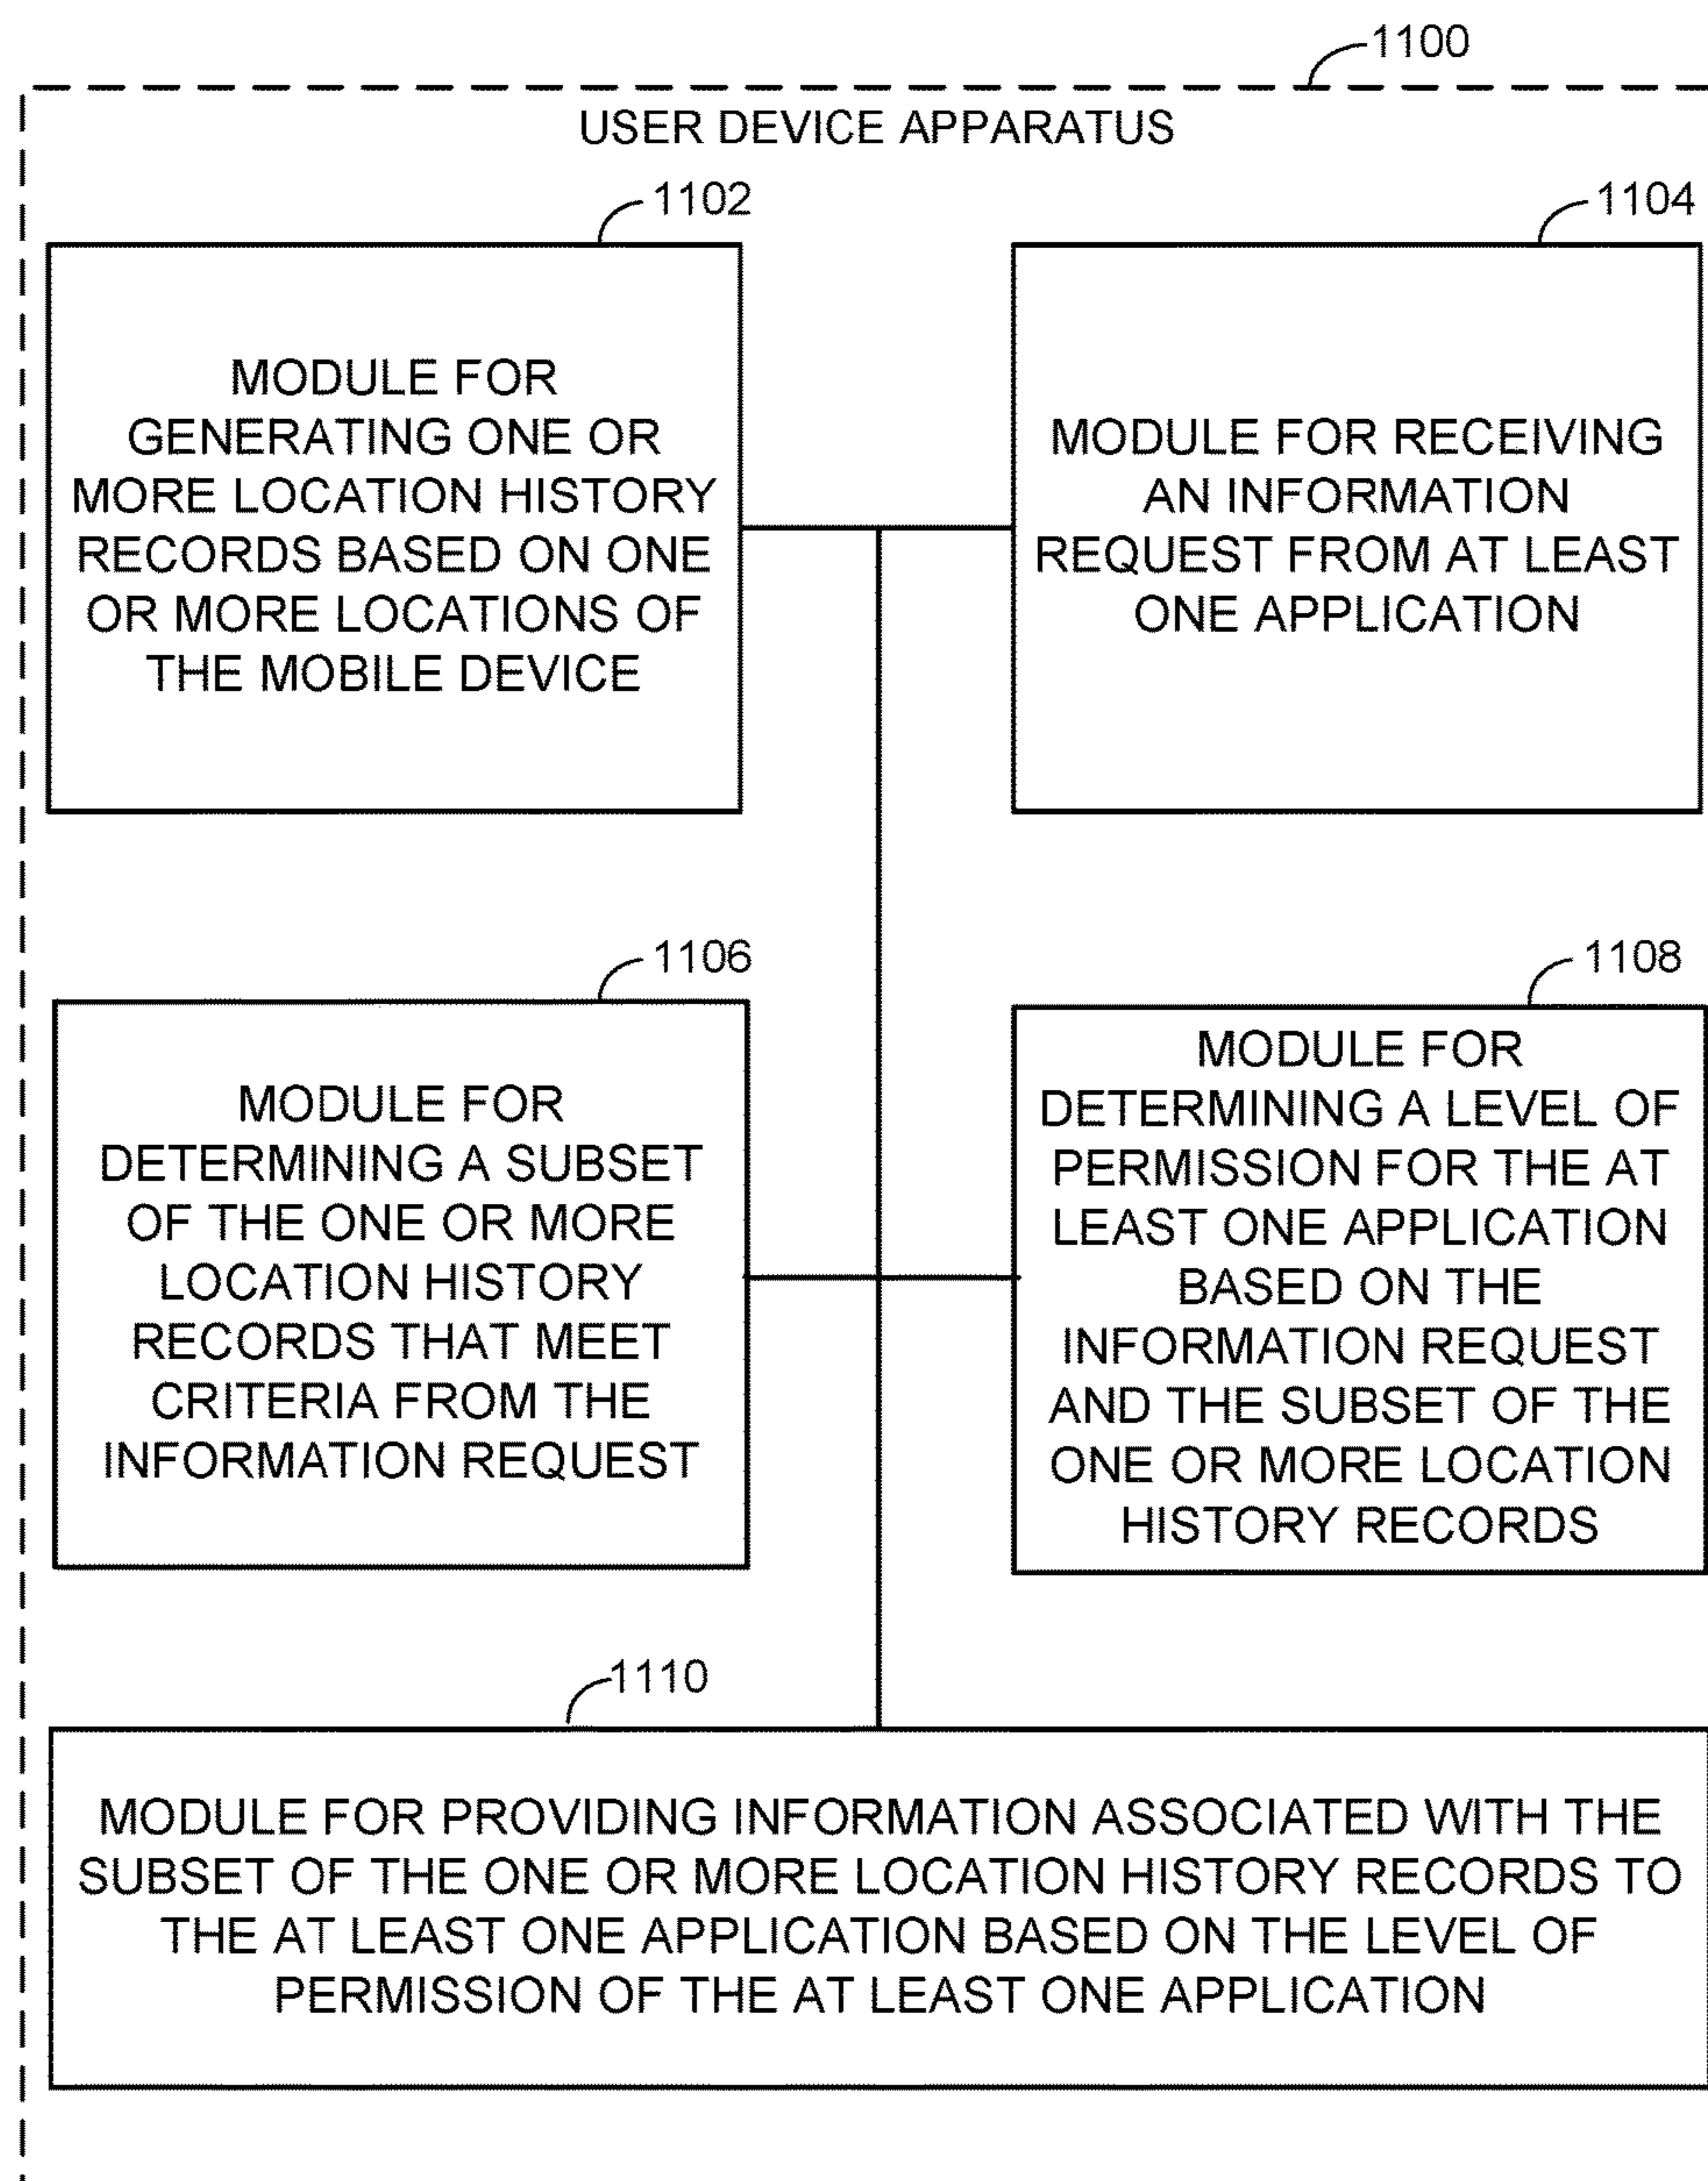 1100
USER DEVICE APPARATUS
1102
MODULE FOR
GENERATING ONE OR
MORE LOCATION HISTORY
RECORDS BASED ON ONE
OR MORE LOCATIONS OF
THE MOBILE DEVICE
1104
MODULE FOR RECEIVING
AN INFORMATION
REQUEST FROM AT LEAST
ONE APPLICATION
1106
MODULE FOR
DETERMINING A SUBSET
OF THE ONE OR MORE
LOCATION HISTORY
RECORDS THAT MEET
CRITERIA FROM THE
INFORMATION REQUEST
1108
MODULE FOR
DETERMINING A LEVEL OF
PERMISSION FOR THE AT
LEAST ONE APPLICATION
BASED ON THE
INFORMATION REQUEST
AND THE SUBSET OF THE
ONE OR MORE LOCATION
HISTORY RECORDS
1110
MODULE FOR PROVIDING INFORMATION ASSOCIATED WITH THE
SUBSET OF THE ONE OR MORE LOCATION HISTORY RECORDS TO
THE AT LEAST ONE APPLICATION BASED ON THE LEVEL OF
PERMISSION OF THE AT LEAST ONE APPLICATION